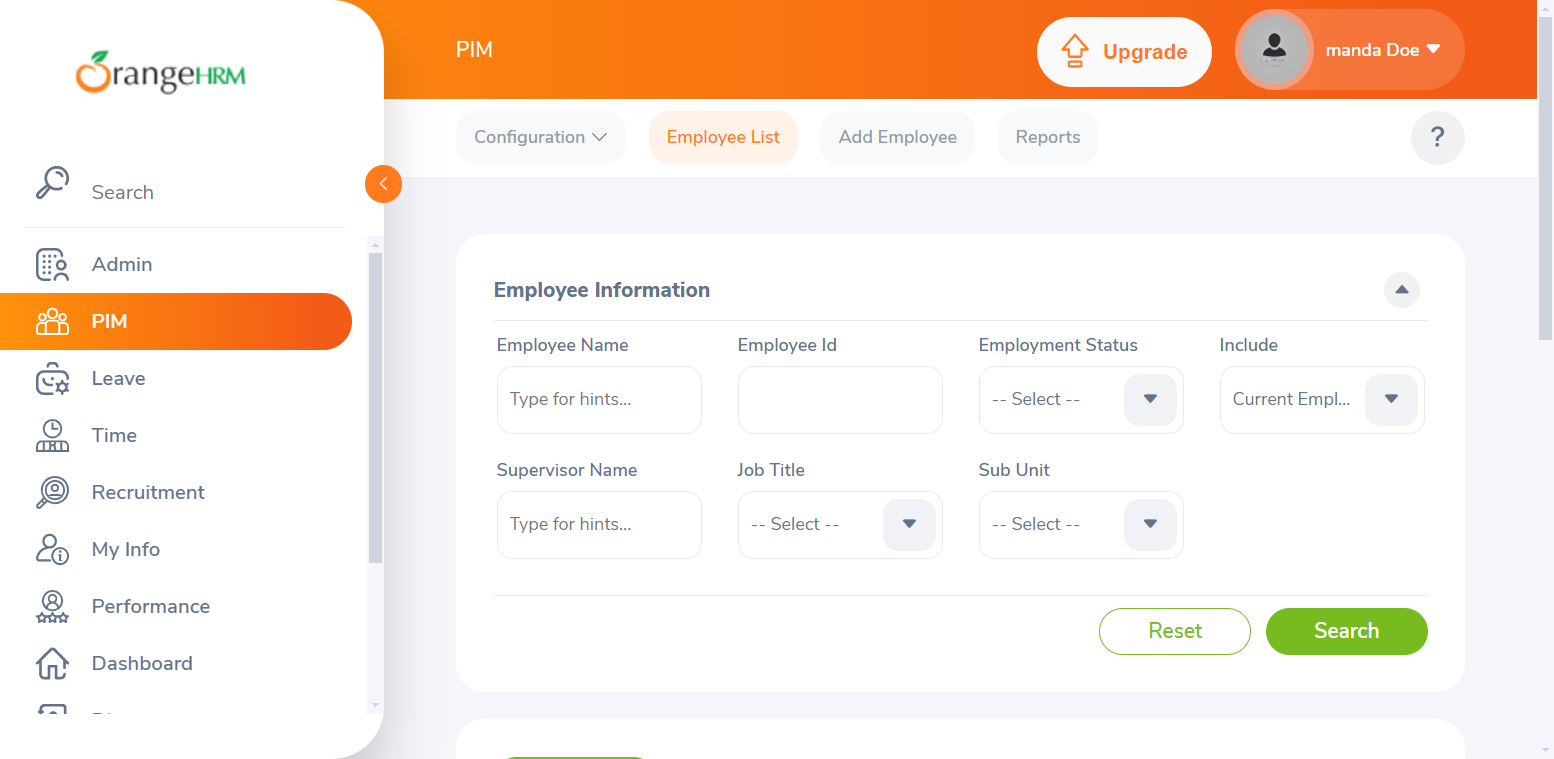 OrangeHRM
PIM
Upgrade
manda Doe
Configuration
Employee List
Add Employee
Reports
?
Search
Admin
PIM
Leave
Time
Recruitment
My Info
Performance
Dashboard
Employee Information
Employee Name
Employee Id
Employment Status
Include
Type for hints...
-- Select --
Current Empl...
Supervisor Name
Job Title
Sub Unit
Type for hints...
-- Select --
-- Select --
Reset
Search